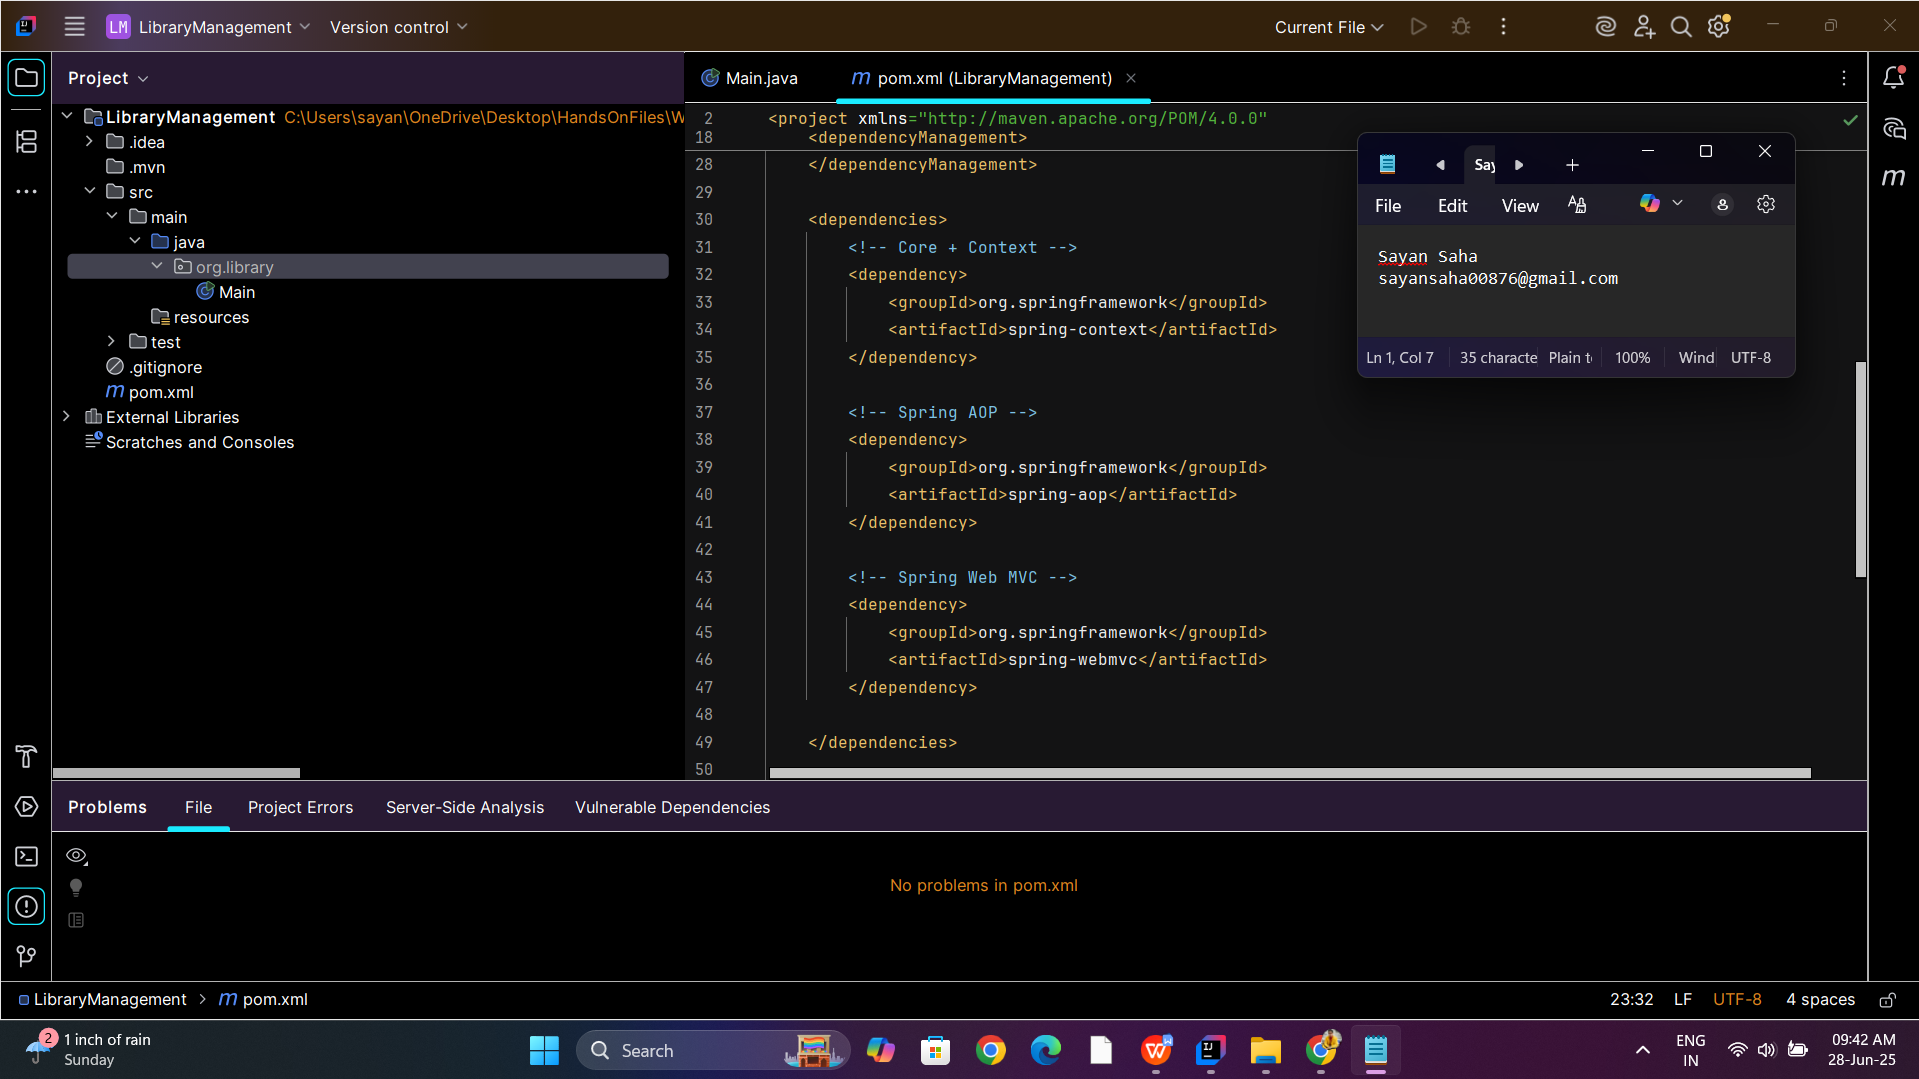 LM LibraryManagement
Version control
Current File
Project
LibraryManagement C:\Users\sayan\OneDrive\Desktop\HandsOnFiles\W
.idea
.mvn
src
main
java
org.library
Main
resources
test
.gitignore
m pom.xml
External Libraries
Scratches and Consoles
Main.java
m pom.xml (LibraryManagement)
2 <project xmlns="http://maven.apache.org/POM/4.0.0"
18 <dependencyManagement>
28 </dependencyManagement>
29
30 <dependencies>
31 <!-- Core + Context -->
32 <dependency>
33 <groupId>org.springframework</groupId>
34 <artifactId>spring-context</artifactId>
35 </dependency>
36
37 <!-- Spring AOP -->
38 <dependency>
39 <groupId>org.springframework</groupId>
40 <artifactId>spring-aop</artifactId>
41 </dependency>
42
43 <!-- Spring Web MVC -->
44 <dependency>
45 <groupId>org.springframework</groupId>
46 <artifactId>spring-webmvc</artifactId>
47 </dependency>
48
49 </dependencies>
50
m
Say
File Edit View
Sayan Saha
sayansaha00876@gmail.com
Ln 1, Col 7 35 characte Plain t 100% Wind UTF-8
Problems File Project Errors Server-Side Analysis Vulnerable Dependencies
No problems in pom.xml
LibraryManagement > m pom.xml
23:32 LF UTF-8 4 spaces
2
1 inch of rain
Sunday
Search
ENG
IN
09:42 AM
28-Jun-25